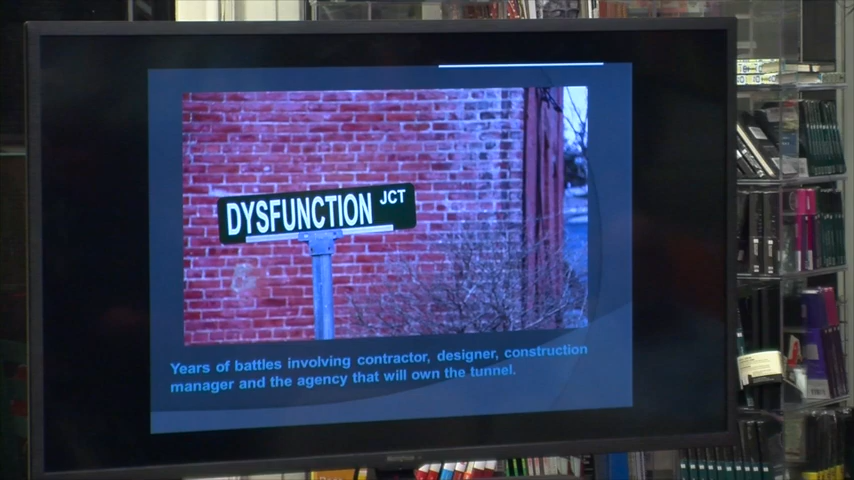 DYSFUNCTION JCT
Years of battles involving contractor, designer, construction
manager and the agency that will own the tunnel.